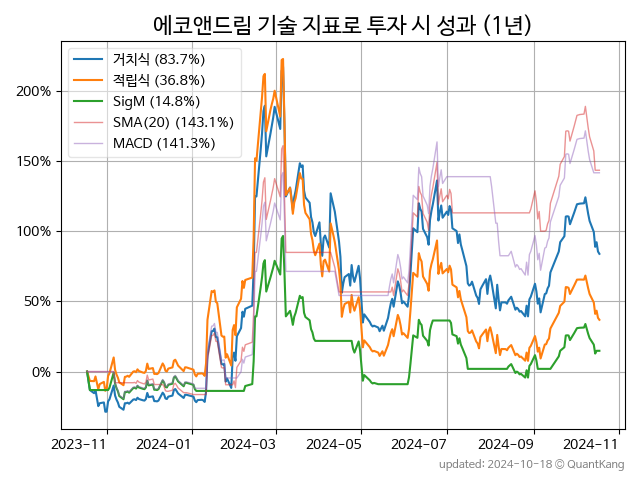 에코앤드림 기술 지표로 투자 시 성과 (1년)
거치식 (83.7%)
적립식 (36.8%)
SigM (14.8%)
SMA(20) (143.1%)
MACD (141.3%)
200%
150%
100%
50%
0%
2023-11 2024-01 2024-03 2024-05 2024-07 2024-09 2024-11
updated: 2024-10-18 © QuantKang